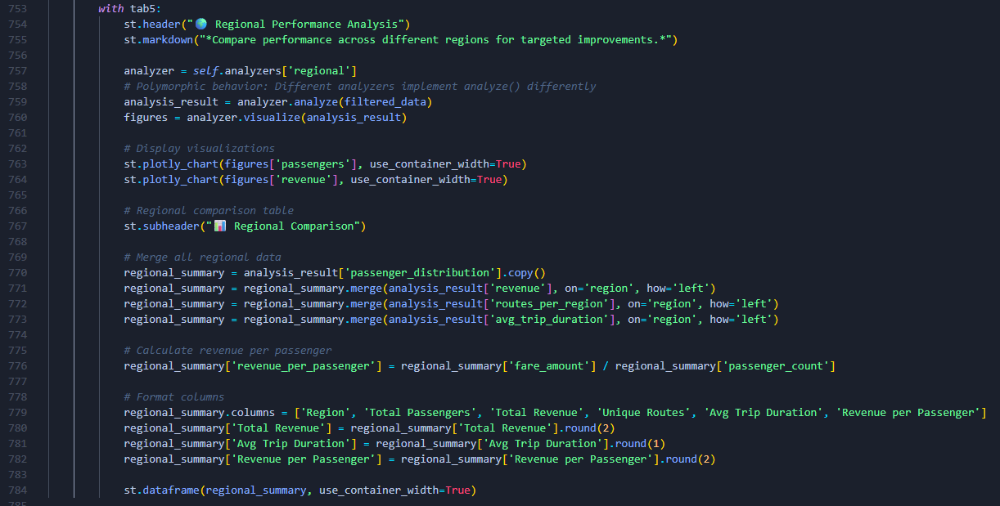 753 with tab5:
754 st.header("🌍 Regional Performance Analysis")
755 st.markdown("*Compare performance across different regions for targeted improvements.*")
756
757 analyzer = self.analyzers['regional']
758 # Polymorphic behavior: Different analyzers implement analyze() differently
759 analysis_result = analyzer.analyze(filtered_data)
760 figures = analyzer.visualize(analysis_result)
761
762 # Display visualizations
763 st.plotly_chart(figures['passengers'], use_container_width=True)
764 st.plotly_chart(figures['revenue'], use_container_width=True)
765
766 # Regional comparison table
767 st.subheader("📊 Regional Comparison")
768
769 # Merge all regional data
770 regional_summary = analysis_result['passenger_distribution'].copy()
771 regional_summary = regional_summary.merge(analysis_result['revenue'], on='region', how='left')
772 regional_summary = regional_summary.merge(analysis_result['routes_per_region'], on='region', how='left')
773 regional_summary = regional_summary.merge(analysis_result['avg_trip_duration'], on='region', how='left')
774
775 # Calculate revenue per passenger
776 regional_summary['revenue_per_passenger'] = regional_summary['fare_amount'] / regional_summary['passenger_count']
777
778 # Format columns
779 regional_summary.columns = ['Region', 'Total Passengers', 'Total Revenue', 'Unique Routes', 'Avg Trip Duration', 'Revenue per Passenger']
780 regional_summary['Total Revenue'] = regional_summary['Total Revenue'].round(2)
781 regional_summary['Avg Trip Duration'] = regional_summary['Avg Trip Duration'].round(1)
782 regional_summary['Revenue per Passenger'] = regional_summary['Revenue per Passenger'].round(2)
783
784 st.dataframe(regional_summary, use_container_width=True)
785